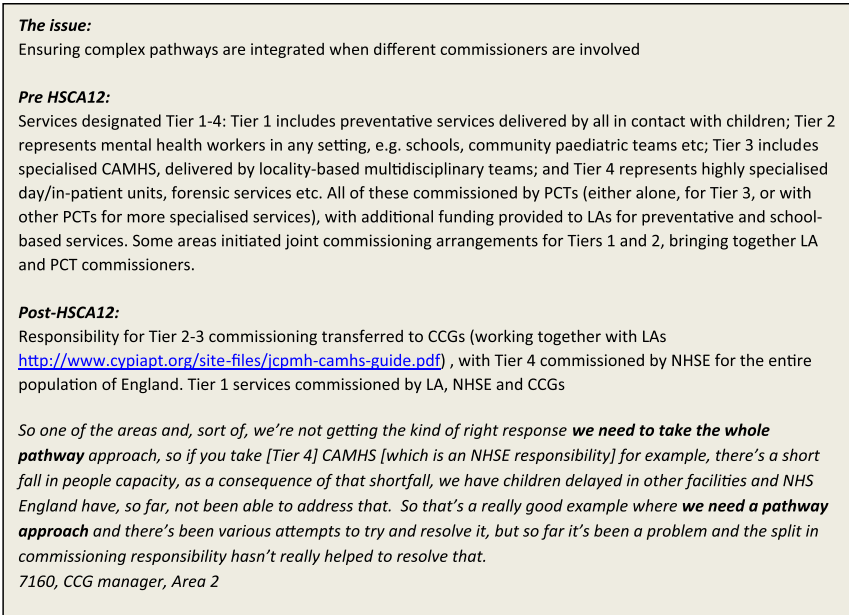 The issue:
Ensuring complex pathways are integrated when different commissioners are involved
Pre HSCA12:
Services designated Tier 1-4: Tier 1 includes preventative services delivered by all in contact with children; Tier 2
represents mental health workers in any setting, e.g. schools, community paediatric teams etc; Tier 3 includes
specialised CAMHS, delivered by locality-based multidisciplinary teams; and Tier 4 represents highly specialised
day/in-patient units, forensic services etc. All of these commissioned by PCTs (either alone, for Tier 3, or with
other PCTs for more specialised services), with additional funding provided to LAs for preventative and school-
based services. Some areas initiated joint commissioning arrangements for Tiers 1 and 2, bringing together LA
and PCT commissioners.
Post-HSCA12:
Responsibility for Tier 2-3 commissioning transferred to CCGs (working together with LAs
http://www.cypiapt.org/site-files/jcpmh-camhs-guide.pdf) , with Tier 4 commissioned by NHSE for the entire
population of England. Tier 1 services commissioned by LA, NHSE and CCGs
So one of the areas and, sort of, we're not getting the kind of right response we need to take the whole
pathway approach, so if you take [Tier 4] CAMHS [which is an NHSE responsibility] for example, there's a short
fall in people capacity, as a consequence of that shortfall, we have children delayed in other facilities and NHS
England have, so far, not been able to address that.  So that's a really good example where we need a pathway
approach and there's been various attempts to try and resolve it, but so far it's been a problem and the split in
commissioning responsibility hasn't really helped to resolve that.
7160, CCG manager, Area 2